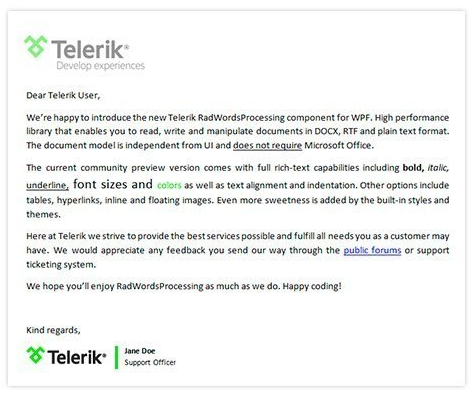 Telerik®
Develop experiences
Dear Telerik User,
We're happy to introduce the new Telerik RadWordsProcessing component for WPF. High performance
library that enables you to read, write and manipulate documents in DOCX, RTF and plain text format.
The document model is independent from UI and does not require Microsoft Office.
The current community preview version comes with full rich-text capabilities including bold, italic,
underline, font sizes and colors as well as text alignment and indentation. Other options include
tables, hyperlinks, inline and floating images. Even more sweetness is added by the built-in styles and
themes.
Here at Telerik we strive to provide the best services possible and fulfill all needs you as a customer may
have. We would appreciate any feedback you send our way through the public forums or support
ticketing system.
We hope you'll enjoy RadWordsProcessing as much as we do. Happy coding!
Kind regards,
Telerik® Jane Doe
Support Officer